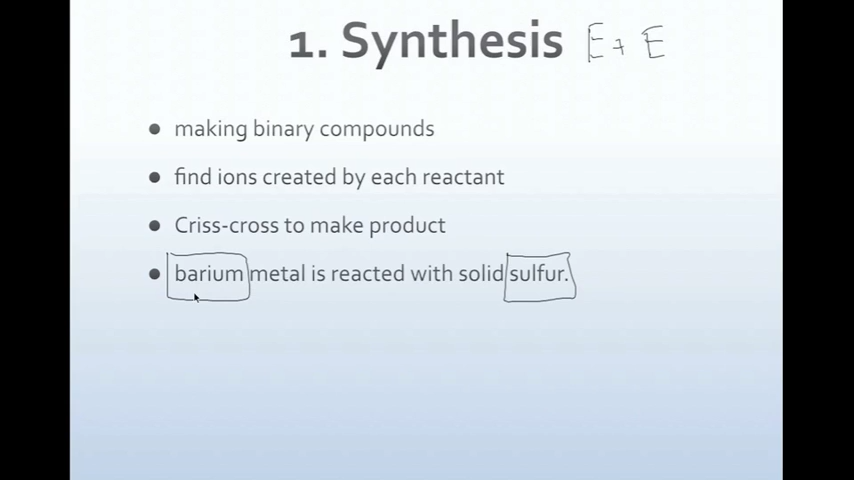 1. Synthesis E + E
making binary compounds
find ions created by each reactant
Criss-cross to make product
barium metal is reacted with solid sulfur.